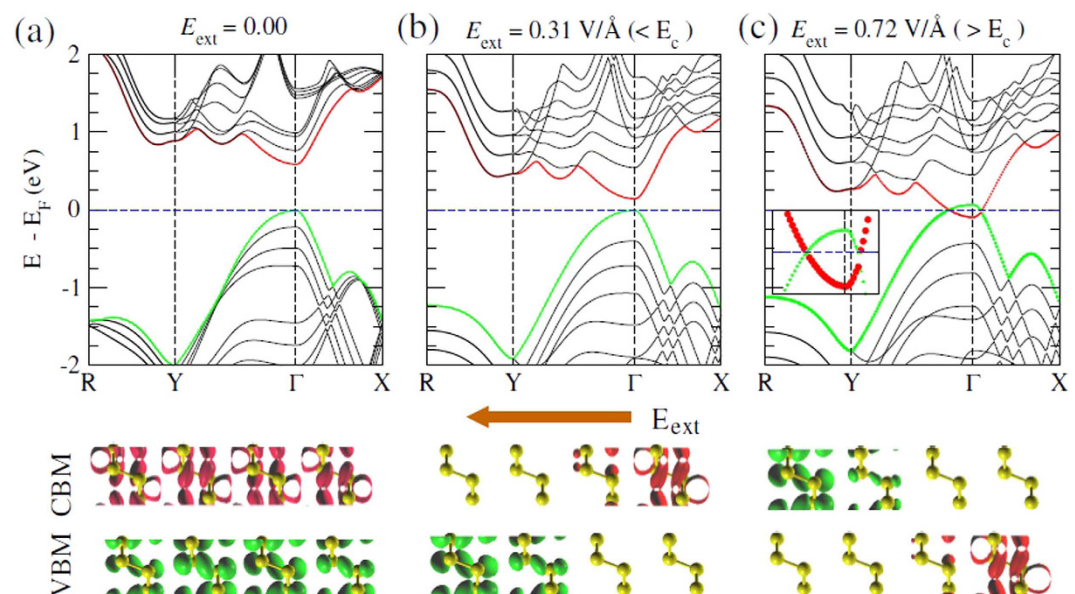 (a) E_ext = 0.00
(b) E_ext = 0.31 V/Å (< E_c )
(c) E_ext = 0.72 V/Å ( > E_c )
E - E_F (eV)
2
1
0
-1
-2
R Y Γ X
R Y Γ X
R Y Γ X
E_ext
CBM
VBM